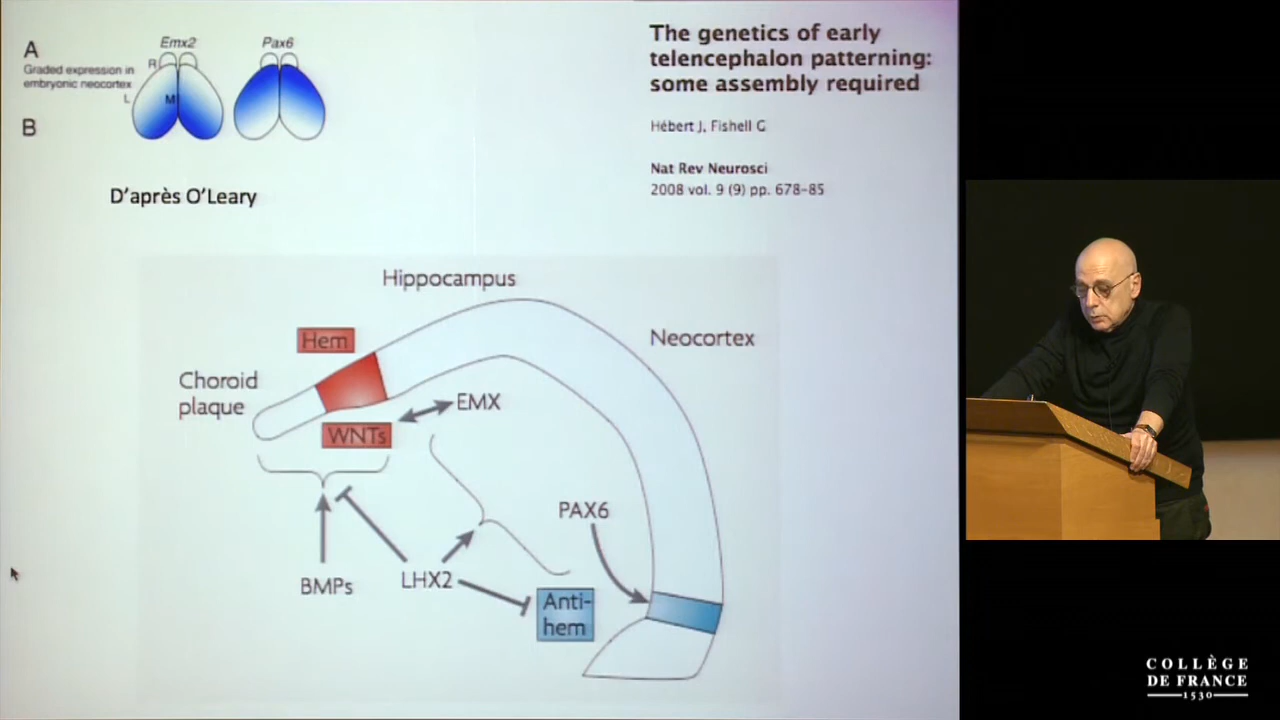 A
Emx2
Pax6
Graded expression in
embryonic neocortex
R
L
M
B
D'après O'Leary
The genetics of early
telencephalon patterning:
some assembly required
Hébert J, Fishell G
Nat Rev Neurosci
2008 vol. 9 (9) pp. 678-85
Hippocampus
Hem
Neocortex
Choroid
plaque
EMX
WNTs
PAX6
BMPs
LHX2
Anti-
hem
COLLÈGE
DE FRANCE
1530